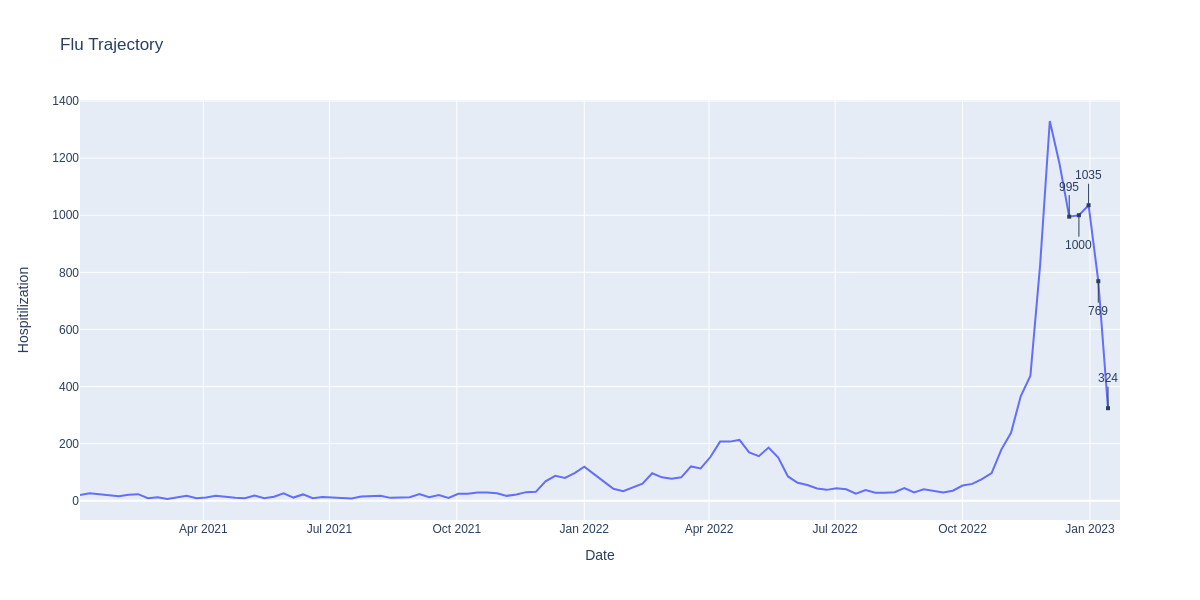 Flu Trajectory
1400
1200
1000
800
600
400
200
0
Hospitilization
995
1035
1000
769
324
Apr 2021
Jul 2021
Oct 2021
Jan 2022
Apr 2022
Jul 2022
Oct 2022
Jan 2023
Date